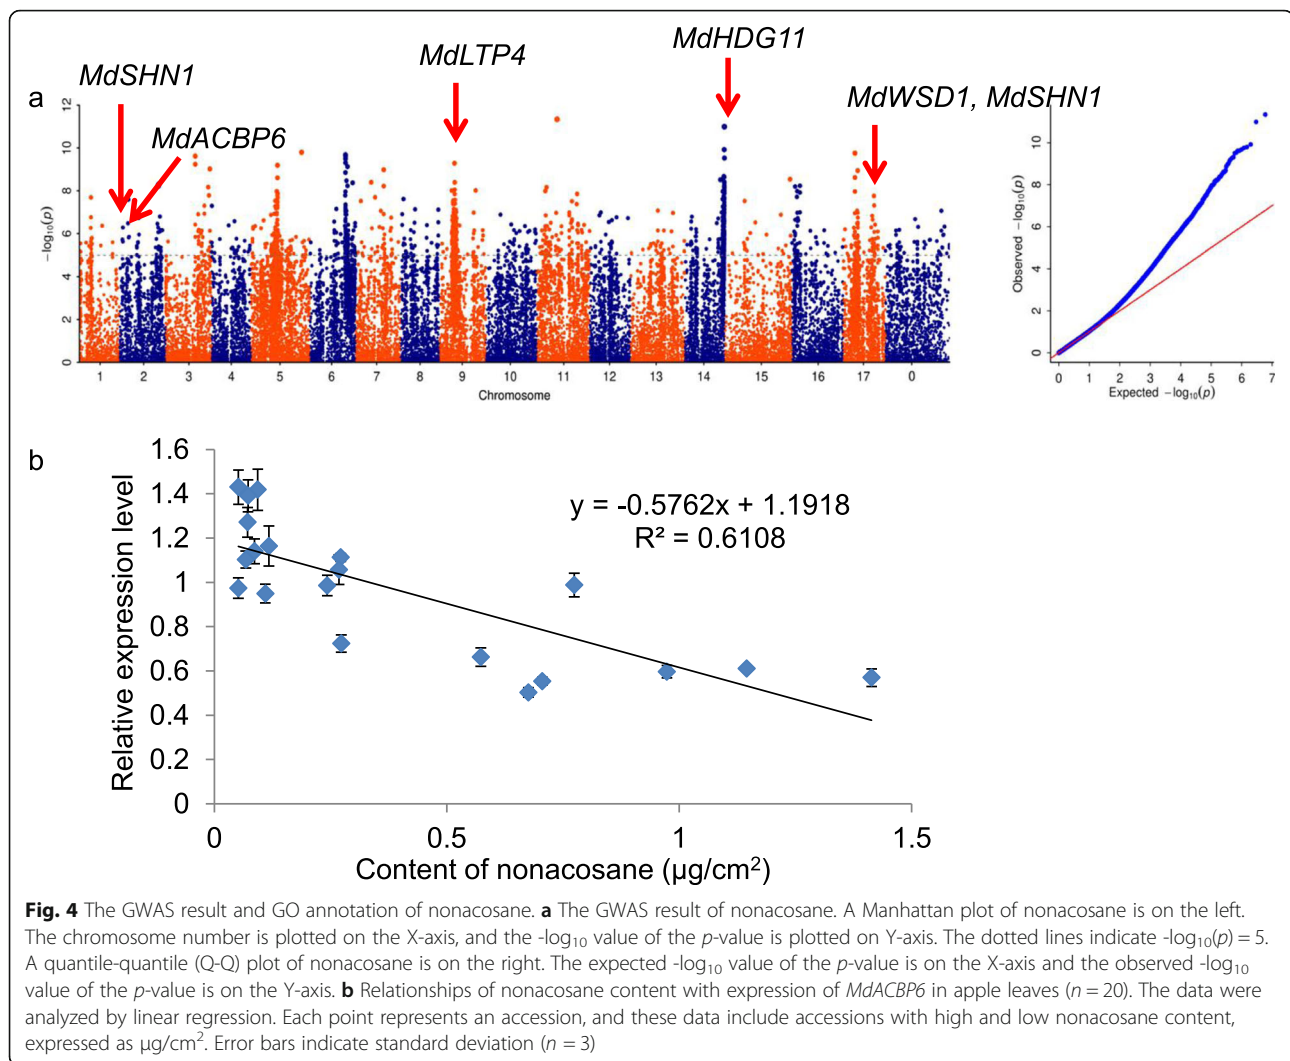 MdSHN1
MdACBP6
MdLTP4
MdHDG11
MdWSD1, MdSHN1
a
−log₁₀(p)
12
10
8
6
4
2
0
1 2 3 4 5 6 7 8 9 10 11 12 13 14 15 16 17 0
Chromosome
Observed −log₁₀(p)
10
8
6
4
2
0
0 1 2 3 4 5 6 7
Expected −log₁₀(p)
b
Relative expression level
1.6
1.4
1.2
1
0.8
0.6
0.4
0.2
0
y = -0.5762x + 1.1918
R² = 0.6108
0 0.5 1 1.5
Content of nonacosane (µg/cm²)
Fig. 4 The GWAS result and GO annotation of nonacosane. a The GWAS result of nonacosane. A Manhattan plot of nonacosane is on the left.
The chromosome number is plotted on the X-axis, and the -log₁₀ value of the p-value is plotted on Y-axis. The dotted lines indicate -log₁₀(p) = 5.
A quantile-quantile (Q-Q) plot of nonacosane is on the right. The expected -log₁₀ value of the p-value is on the X-axis and the observed -log₁₀
value of the p-value is on the Y-axis. b Relationships of nonacosane content with expression of MdACBP6 in apple leaves (n = 20). The data were
analyzed by linear regression. Each point represents an accession, and these data include accessions with high and low nonacosane content,
expressed as µg/cm². Error bars indicate standard deviation (n = 3)